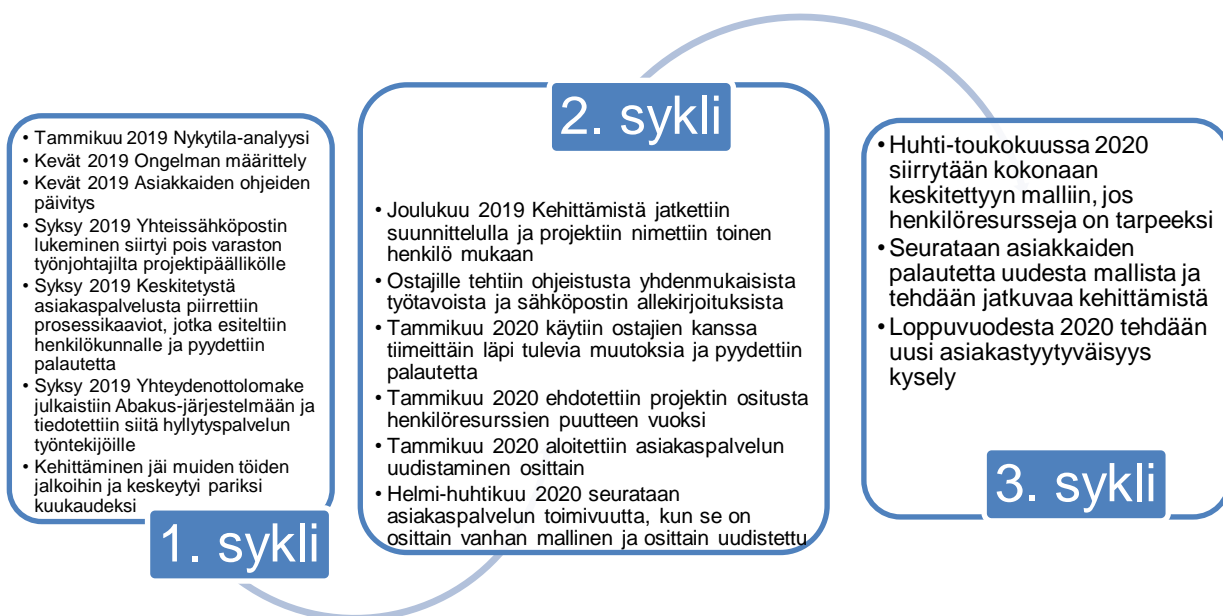 • Tammikuu 2019 Nykytila-analyysi
• Kevät 2019 Ongelman määrittely
• Kevät 2019 Asiakkaiden ohjeiden
päivitys
• Syksy 2019 Yhteissähköpostin
lukeminen siirtyi pois varaston
työnjohtajilta projektipäällikölle
• Syksy 2019 Keskitetystä
asiakaspalvelusta piirrettiin
prosessikaaviot, jotka esiteltiin
henkilökunnalle ja pyydettiin
palautetta
• Syksy 2019 Yhteydenottolomake
julkaistiin Abakus-järjestelmään ja
tiedotettiin siitä hyllytyspalvelun
työntekijöille
• Kehittäminen jäi muiden töiden
jalkoihin ja keskeytyi pariksi
kuukaudeksi
1. sykli
2. sykli
• Joulukuu 2019 Kehittämistä jatkettiin
suunnittelulla ja projektiin nimettiin toinen
henkilö mukaan
• Ostajille tehtiin ohjeistusta yhdenmukaisista
työtavoista ja sähköpostin allekirjoituksista
• Tammikuu 2020 käytiin ostajien kanssa
tiimeittäin läpi tulevia muutoksia ja pyydettiin
palautetta
• Tammikuu 2020 ehdotettiin projektin ositusta
henkilöresurssien puutteen vuoksi
• Tammikuu 2020 aloitettiin asiakaspalvelun
uudistaminen osittain
• Helmi-huhtikuu 2020 seurataan
asiakaspalvelun toimivuutta, kun se on
osittain vanhan mallinen ja osittain uudistettu
• Huhti-toukokuussa 2020
siirrytään kokonaan
keskitettyyn malliin, jos
henkilöresursseja on tarpeeksi
• Seurataan asiakkaiden
palautetta uudesta mallista ja
tehdään jatkuvaa kehittämistä
• Loppuvuodesta 2020 tehdään
uusi asiakastyytyväisyys
kysely
3. sykli